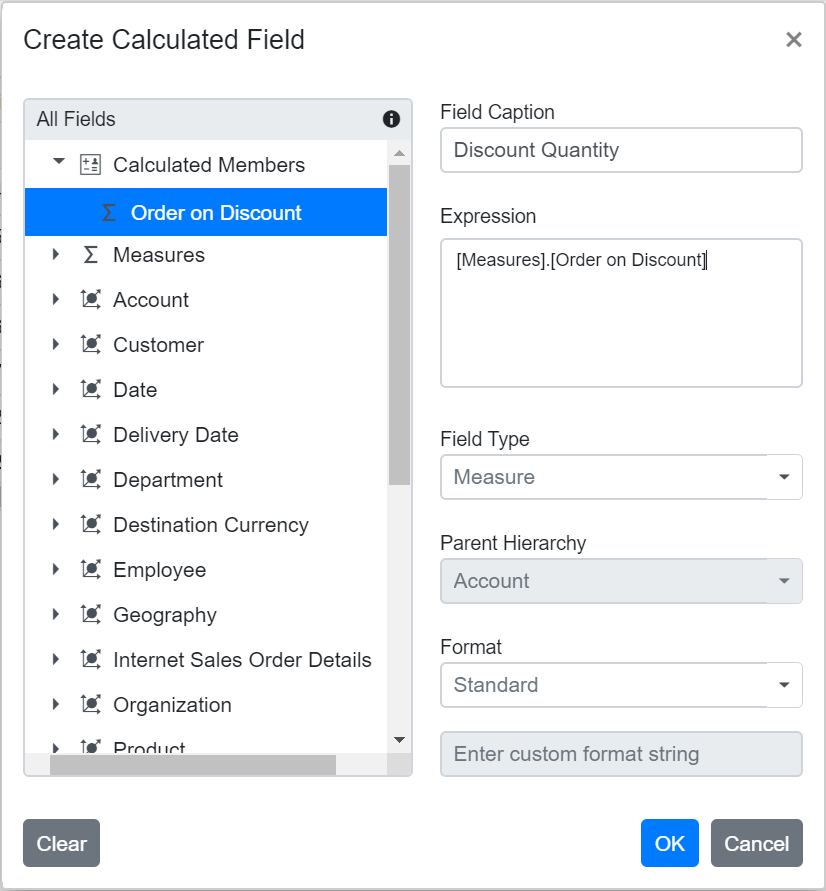 Create Calculated Field
All Fields
Calculated Members
Order on Discount
Measures
Account
Customer
Date
Delivery Date
Department
Destination Currency
Employee
Geography
Internet Sales Order Details
Organization
Product
Field Caption
Discount Quantity
Expression
[Measures].[Order on Discount]
Field Type
Measure
Parent Hierarchy
Account
Format
Standard
Enter custom format string
Clear
OK
Cancel